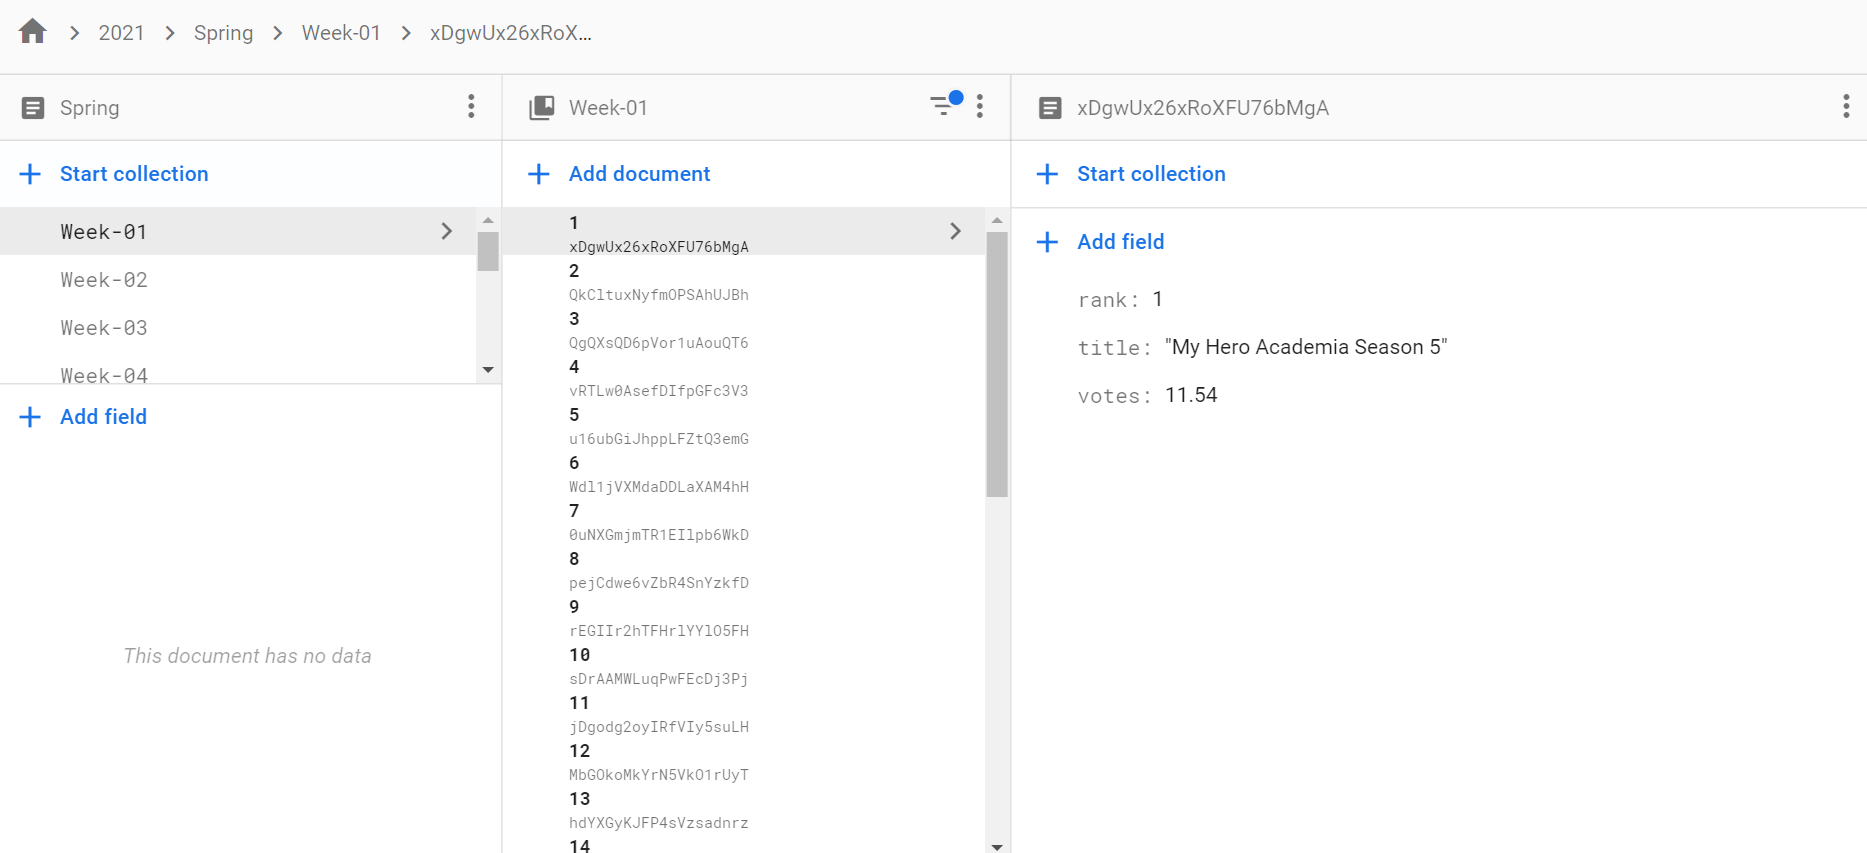 2021 Spring Week-01 xDgwUx26xRoX...
Spring
Start collection
Week-01
Week-02
Week-03
Week-04
Add field
This document has no data
Week-01
Add document
1
xDgwUx26xRoXFU76bMgA
2
QkCltuxNyfmOPSAhUJBh
3
QgQXsQD6pVor1uAouQT6
4
vRTLw0AsefDIfpGFc3V3
5
u16ubGiJhppLFZtQ3emG
6
Wdl1jVXMdaDDLaXAM4hH
7
0uNXGmjmTR1EIlpb6WkD
8
pejCdwe6vZbR4SnYzkfD
9
rEGIIr2hTFHrlYYlO5FH
10
sDrAAMWLuqPwFEcDj3Pj
11
jDgodg2oyIRfVIy5suLH
12
MbGOkoMkYrN5VkO1rUyT
13
hdYXGyKJFP4sVzsadnrz
14
xDgwUx26xRoXFU76bMgA
Start collection
Add field
rank: 1
title: "My Hero Academia Season 5"
votes: 11.54